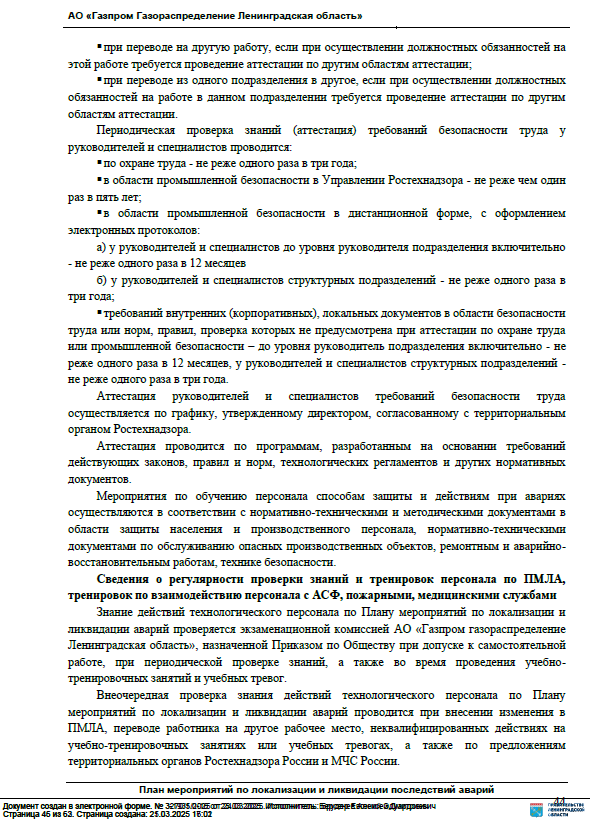 АО «Газпром Газораспределение Ленинградская область»
▪при переводе на другую работу, если при осуществлении должностных обязанностей на
этой работе требуется проведение аттестации по другим областям аттестации;
▪при переводе из одного подразделения в другое, если при осуществлении должностных
обязанностей на работе в данном подразделении требуется проведение аттестации по другим
областям аттестации.
Периодическая проверка знаний (аттестация) требований безопасности труда у
руководителей и специалистов проводится:
▪по охране труда - не реже одного раза в три года;
▪в области промышленной безопасности в Управлении Ростехнадзора - не реже чем один
раз в пять лет;
▪в области промышленной безопасности в дистанционной форме, с оформлением
электронных протоколов:
а) у руководителей и специалистов до уровня руководителя подразделения включительно
- не реже одного раза в 12 месяцев
б) у руководителей и специалистов структурных подразделений - не реже одного раза в
три года;
▪требований внутренних (корпоративных), локальных документов в области безопасности
труда или норм, правил, проверка которых не предусмотрена при аттестации по охране труда
или промышленной безопасности – до уровня руководитель подразделения включительно - не
реже одного раза в 12 месяцев, у руководителей и специалистов структурных подразделений -
не реже одного раза в три года.
Аттестация руководителей и специалистов требований безопасности труда
осуществляется по графику, утвержденному директором, согласованному с территориальным
органом Ростехнадзора.
Аттестация проводится по программам, разработанным на основании требований
действующих законов, правил и норм, технологических регламентов и других нормативных
документов.
Мероприятия по обучению персонала способам защиты и действиям при авариях
осуществляются в соответствии с нормативно-техническими и методическими документами в
области защиты населения и производственного персонала, нормативно-техническими
документами по обслуживанию опасных производственных объектов, ремонтным и аварийно-
восстановительным работам, технике безопасности.
Сведения о регулярности проверки знаний и тренировок персонала по ПМЛА,
тренировок по взаимодействию персонала с АСФ, пожарными, медицинскими службами
Знание действий технологического персонала по Плану мероприятий по локализации и
ликвидации аварий проверяется экзаменационной комиссией АО «Газпром газораспределение
Ленинградская область», назначенной Приказом по Обществу при допуске к самостоятельной
работе, при периодической проверке знаний, а также во время проведения учебно-
тренировочных занятий и учебных тревог.
Внеочередная проверка знания действий технологического персонала по Плану
мероприятий по локализации и ликвидации аварий проводится при внесении изменения в
ПМЛА, переводе работника на другое рабочее место, неквалифицированных действиях на
учебно-тренировочных занятиях или учебных тревогах, а также по предложениям
территориальных органов Ростехнадзора России и МЧС России.
План мероприятий по локализации и ликвидации последствий аварий
44
Документ создан в электронной форме. №
Страница создана:
ЛЕНИНГРАДСКОЙ
ОБЛАСТИ